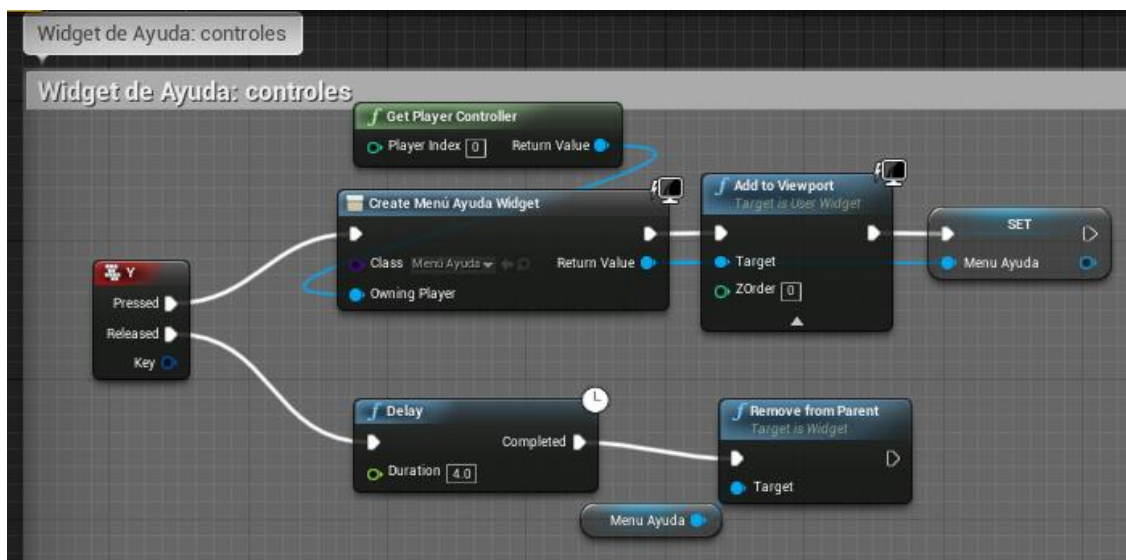 Widget de Ayuda: controles
Widget de Ayuda: controles
f Get Player Controller
Player Index 0 Return Value
Create Menú Ayuda Widget
Class Menú Ayuda Return Value
Owning Player
f Add to Viewport
Target is User Widget
Target
ZOrder 0
SET
Menu Ayuda
Y
Pressed
Released
Key
f Delay
Completed
Duration 4.0
f Remove from Parent
Target is Widget
Target
Menu Ayuda